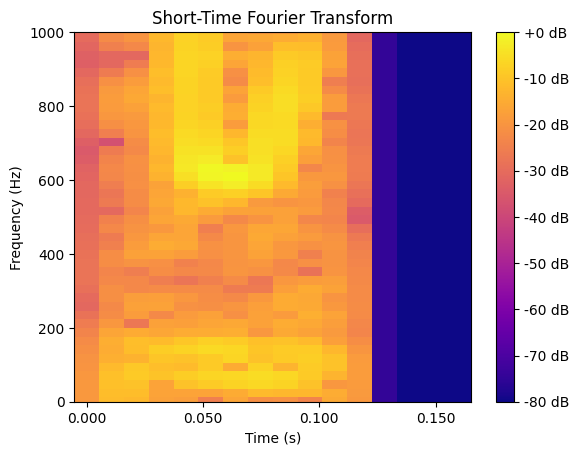 Short-Time Fourier Transform
1000
800
600
400
200
0
Frequency (Hz)
0.000
0.050
0.100
0.150
Time (s)
+0 dB
-10 dB
-20 dB
-30 dB
-40 dB
-50 dB
-60 dB
-70 dB
-80 dB